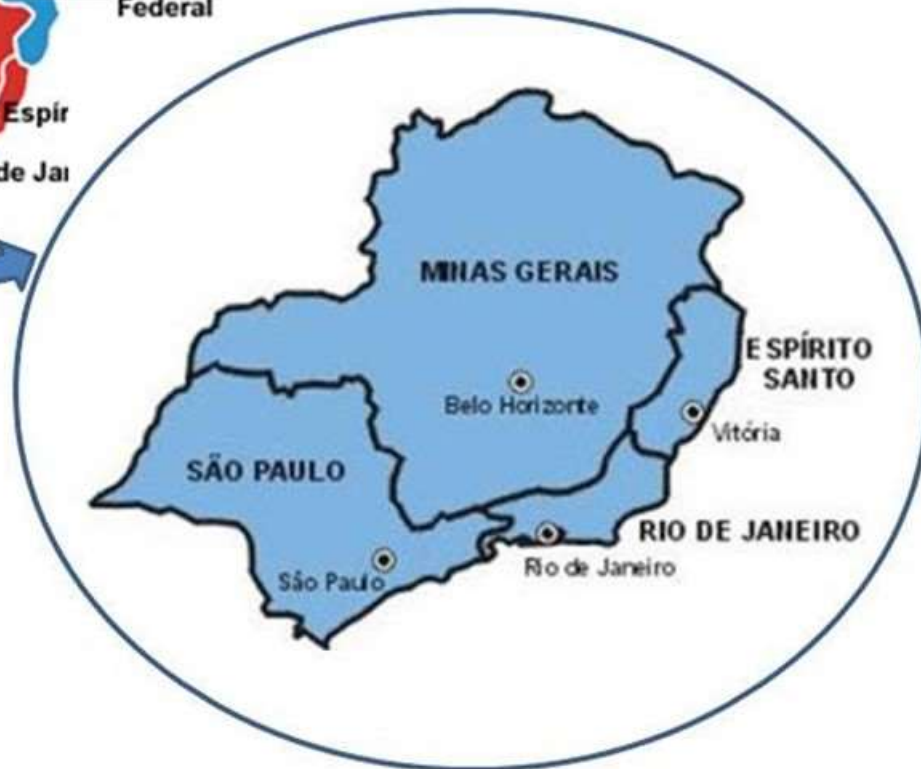 Federal
Espír
de Jai
MINAS GERAIS
ESPÍRITO
SANTO
Belo Horizonte
Vitória
SÃO PAULO
RIO DE JANEIRO
São Paulo
Rio de Janeiro